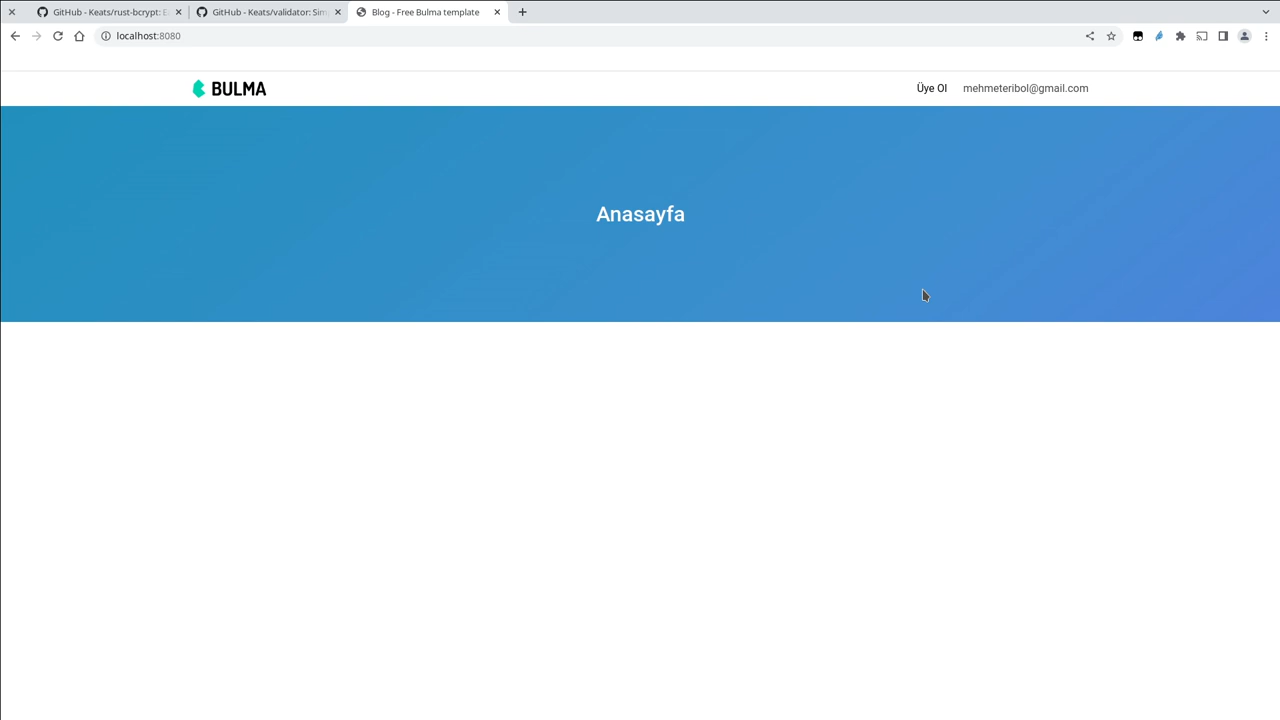 GitHub - Keats/rust-bcrypt: E
GitHub - Keats/validator: Sim
Blog - Free Bulma template
localhost:8080
BULMA
Üye Ol
mehmeteribol@gmail.com
Anasayfa